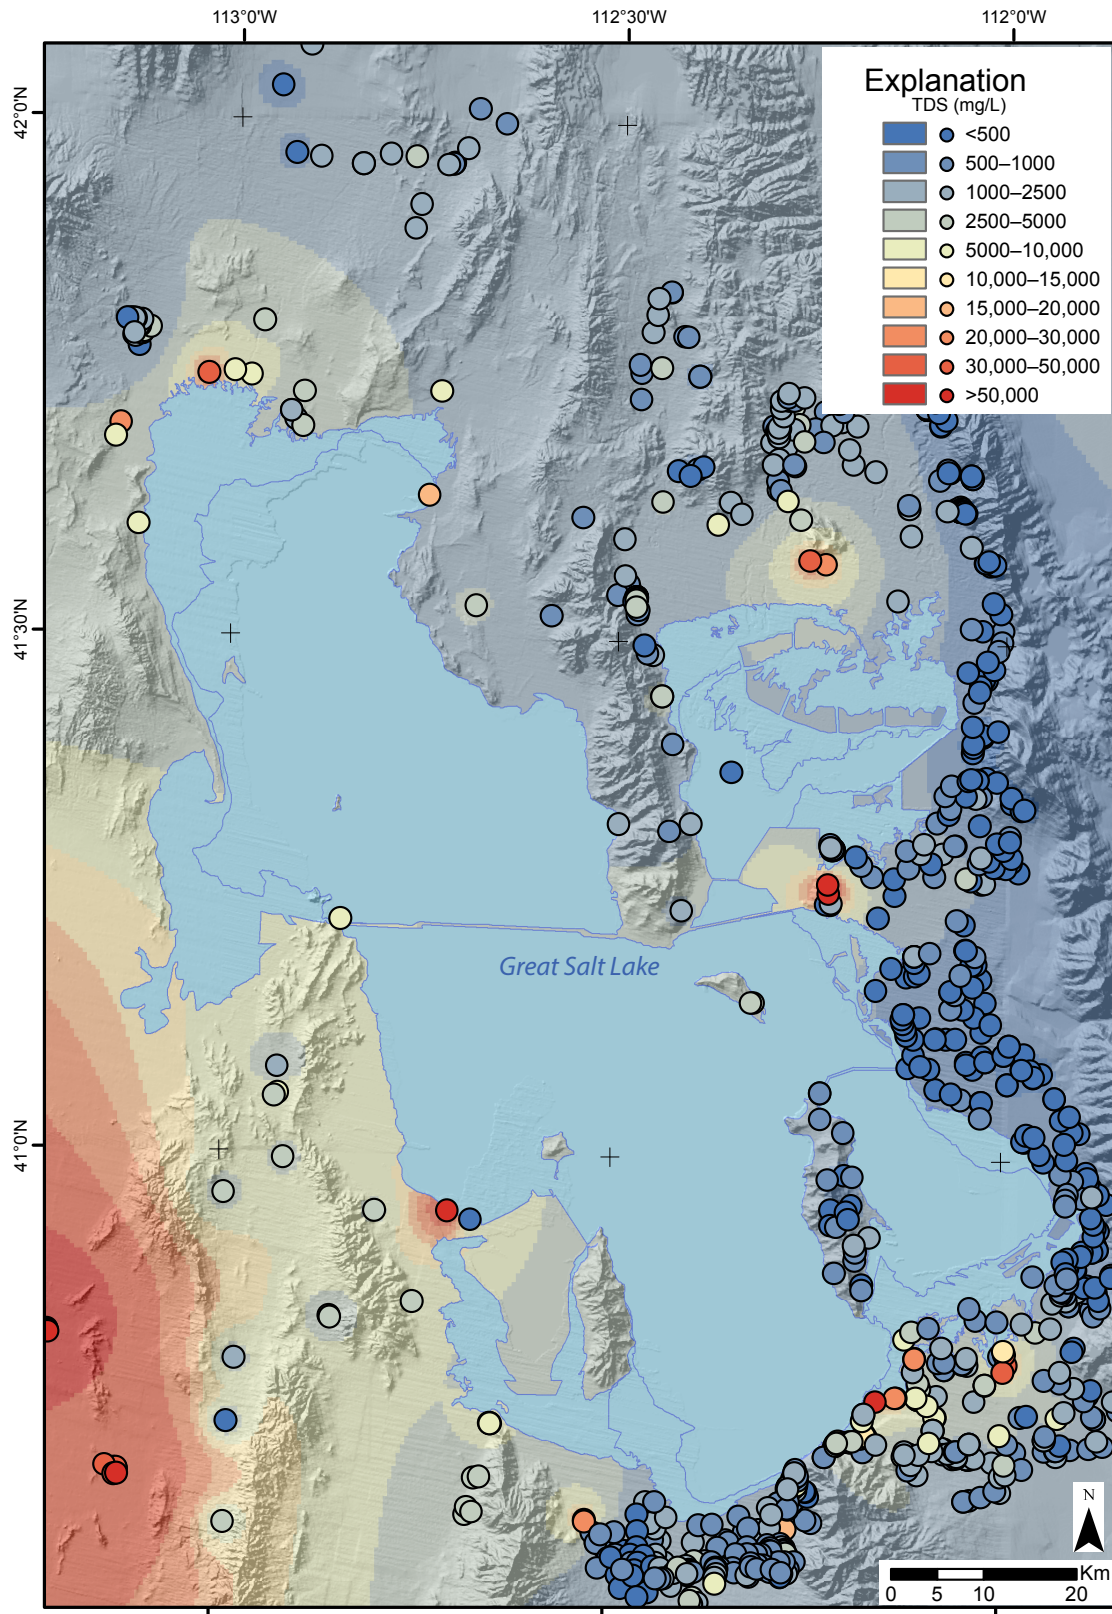 113°0'W
112°30'W
112°0'W
42°0'N
41°30'N
41°0'N
Explanation
TDS (mg/L)
<500
500–1000
1000–2500
2500–5000
5000–10,000
10,000–15,000
15,000–20,000
20,000–30,000
30,000–50,000
>50,000
Great Salt Lake
N
Km
0 5 10 20